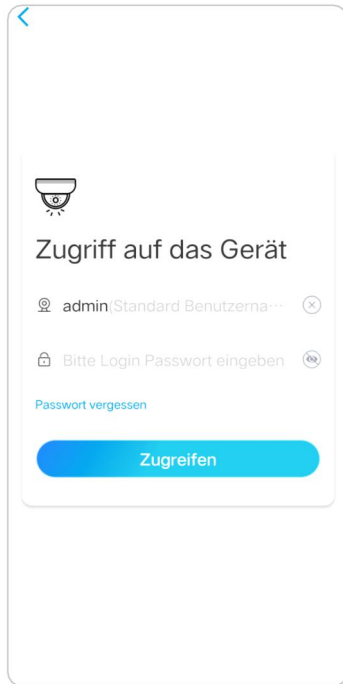 Zugriff auf das Gerät
admin(Standard Benutzerna···
Bitte Login Passwort eingeben
Passwort vergessen
Zugreifen